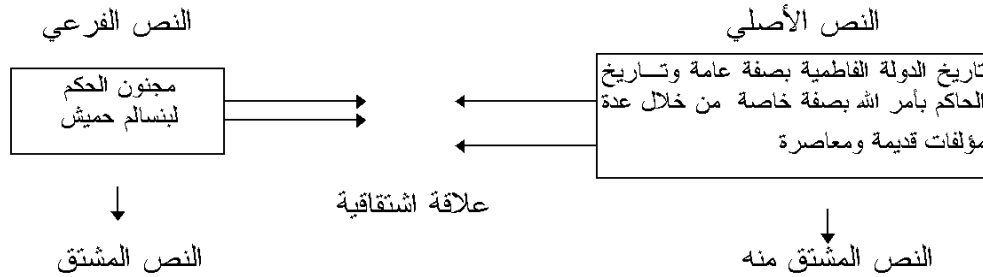 النص الأصلي
النص الفرعي
تاريخ الدولة الفاطمية بصفة عامة وتـــاريخ
الحاكم بأمر الله بصفة خاصة من خلال عدة
مؤلفات قديمة ومعاصرة
مجنون الحكم
لبنسالم حميش
علاقة اشتقاقية
النص المشتق منه
النص المشتق